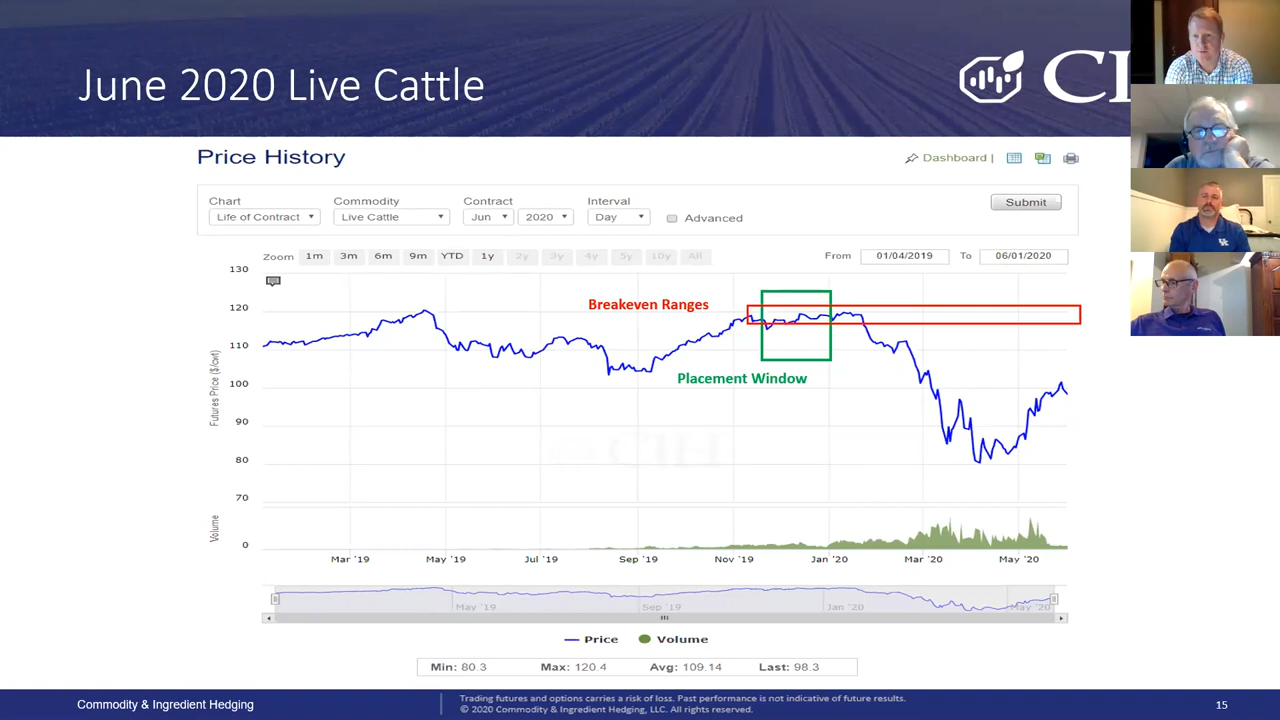 June 2020 Live Cattle
Price History
Dashboard |
Chart Commodity Contract Interval
Life of Contract Live Cattle Jun 2020 Day Advanced Submit
Zoom 1m 3m 6m 9m YTD 1y 2y 3y 4y 5y 10y All From 01/04/2019 To 06/01/2020
130
120
110
100
90
80
70
0
Futures Price ($/cwt)
Volume
Breakeven Ranges
Placement Window
Mar '19 May '19 Jul '19 Sep '19 Nov '19 Jan '20 Mar '20 May '20
May '19 Sep '19 Jan '20 May '20
Price Volume
Min: 80.3 Max: 120.4 Avg: 109.14 Last: 98.3
Commodity & Ingredient Hedging
Trading futures and options carries a risk of loss. Past performance is not indicative of future results.
© 2020 Commodity & Ingredient Hedging, LLC. All rights reserved.
15